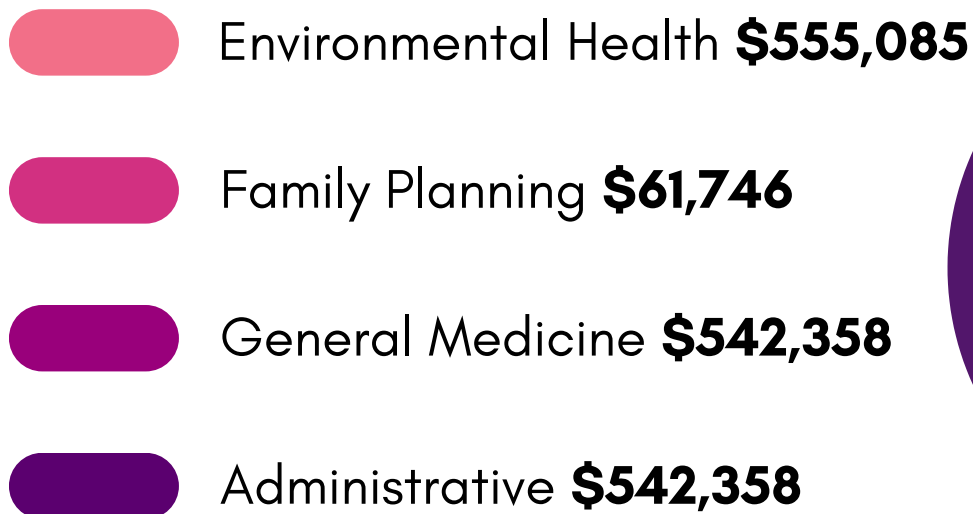 Environmental Health $555,085
Family Planning $61,746
General Medicine $542,358
Administrative $542,358